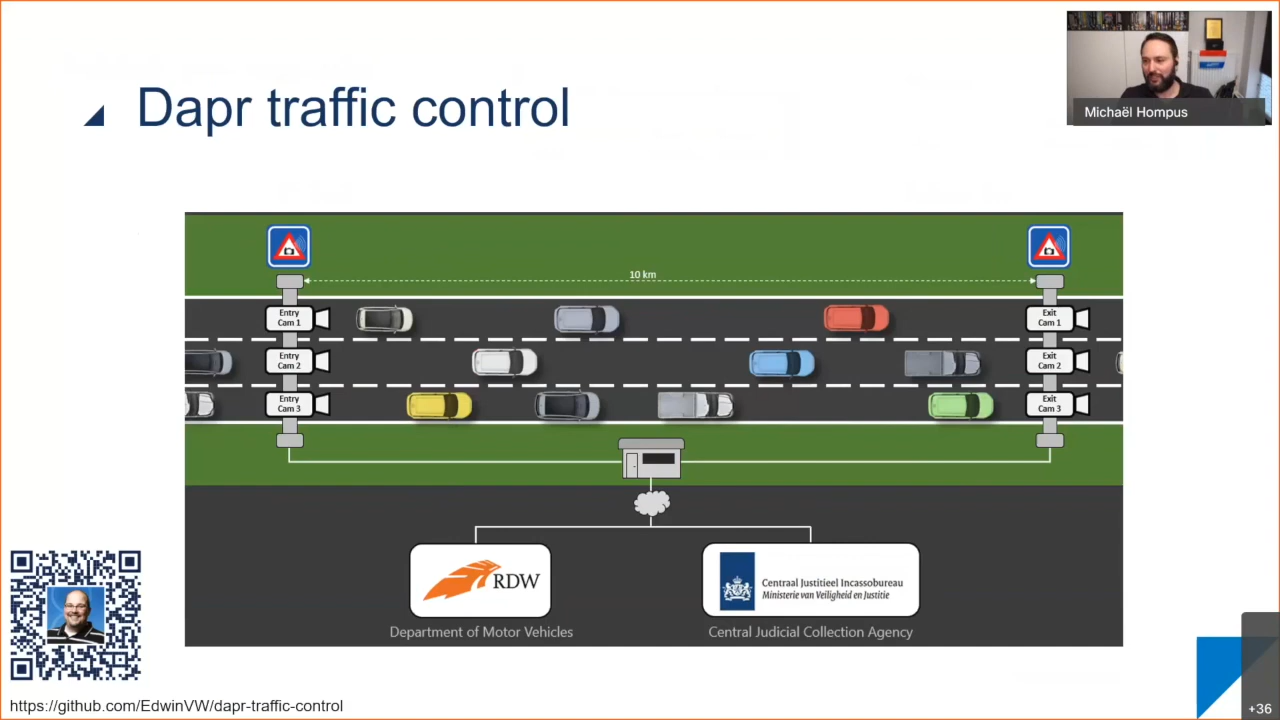 Dapr traffic control
Michaël Hompus
10 km
Entry
Cam 1
Exit
Cam 1
Entry
Cam 2
Exit
Cam 2
Entry
Cam 3
Exit
Cam 3
RDW
Centraal Justitieel Incassobureau
Ministerie van Veiligheid en Justitie
Department of Motor Vehicles
Central Judicial Collection Agency
https://github.com/EdwinVW/dapr-traffic-control
+36